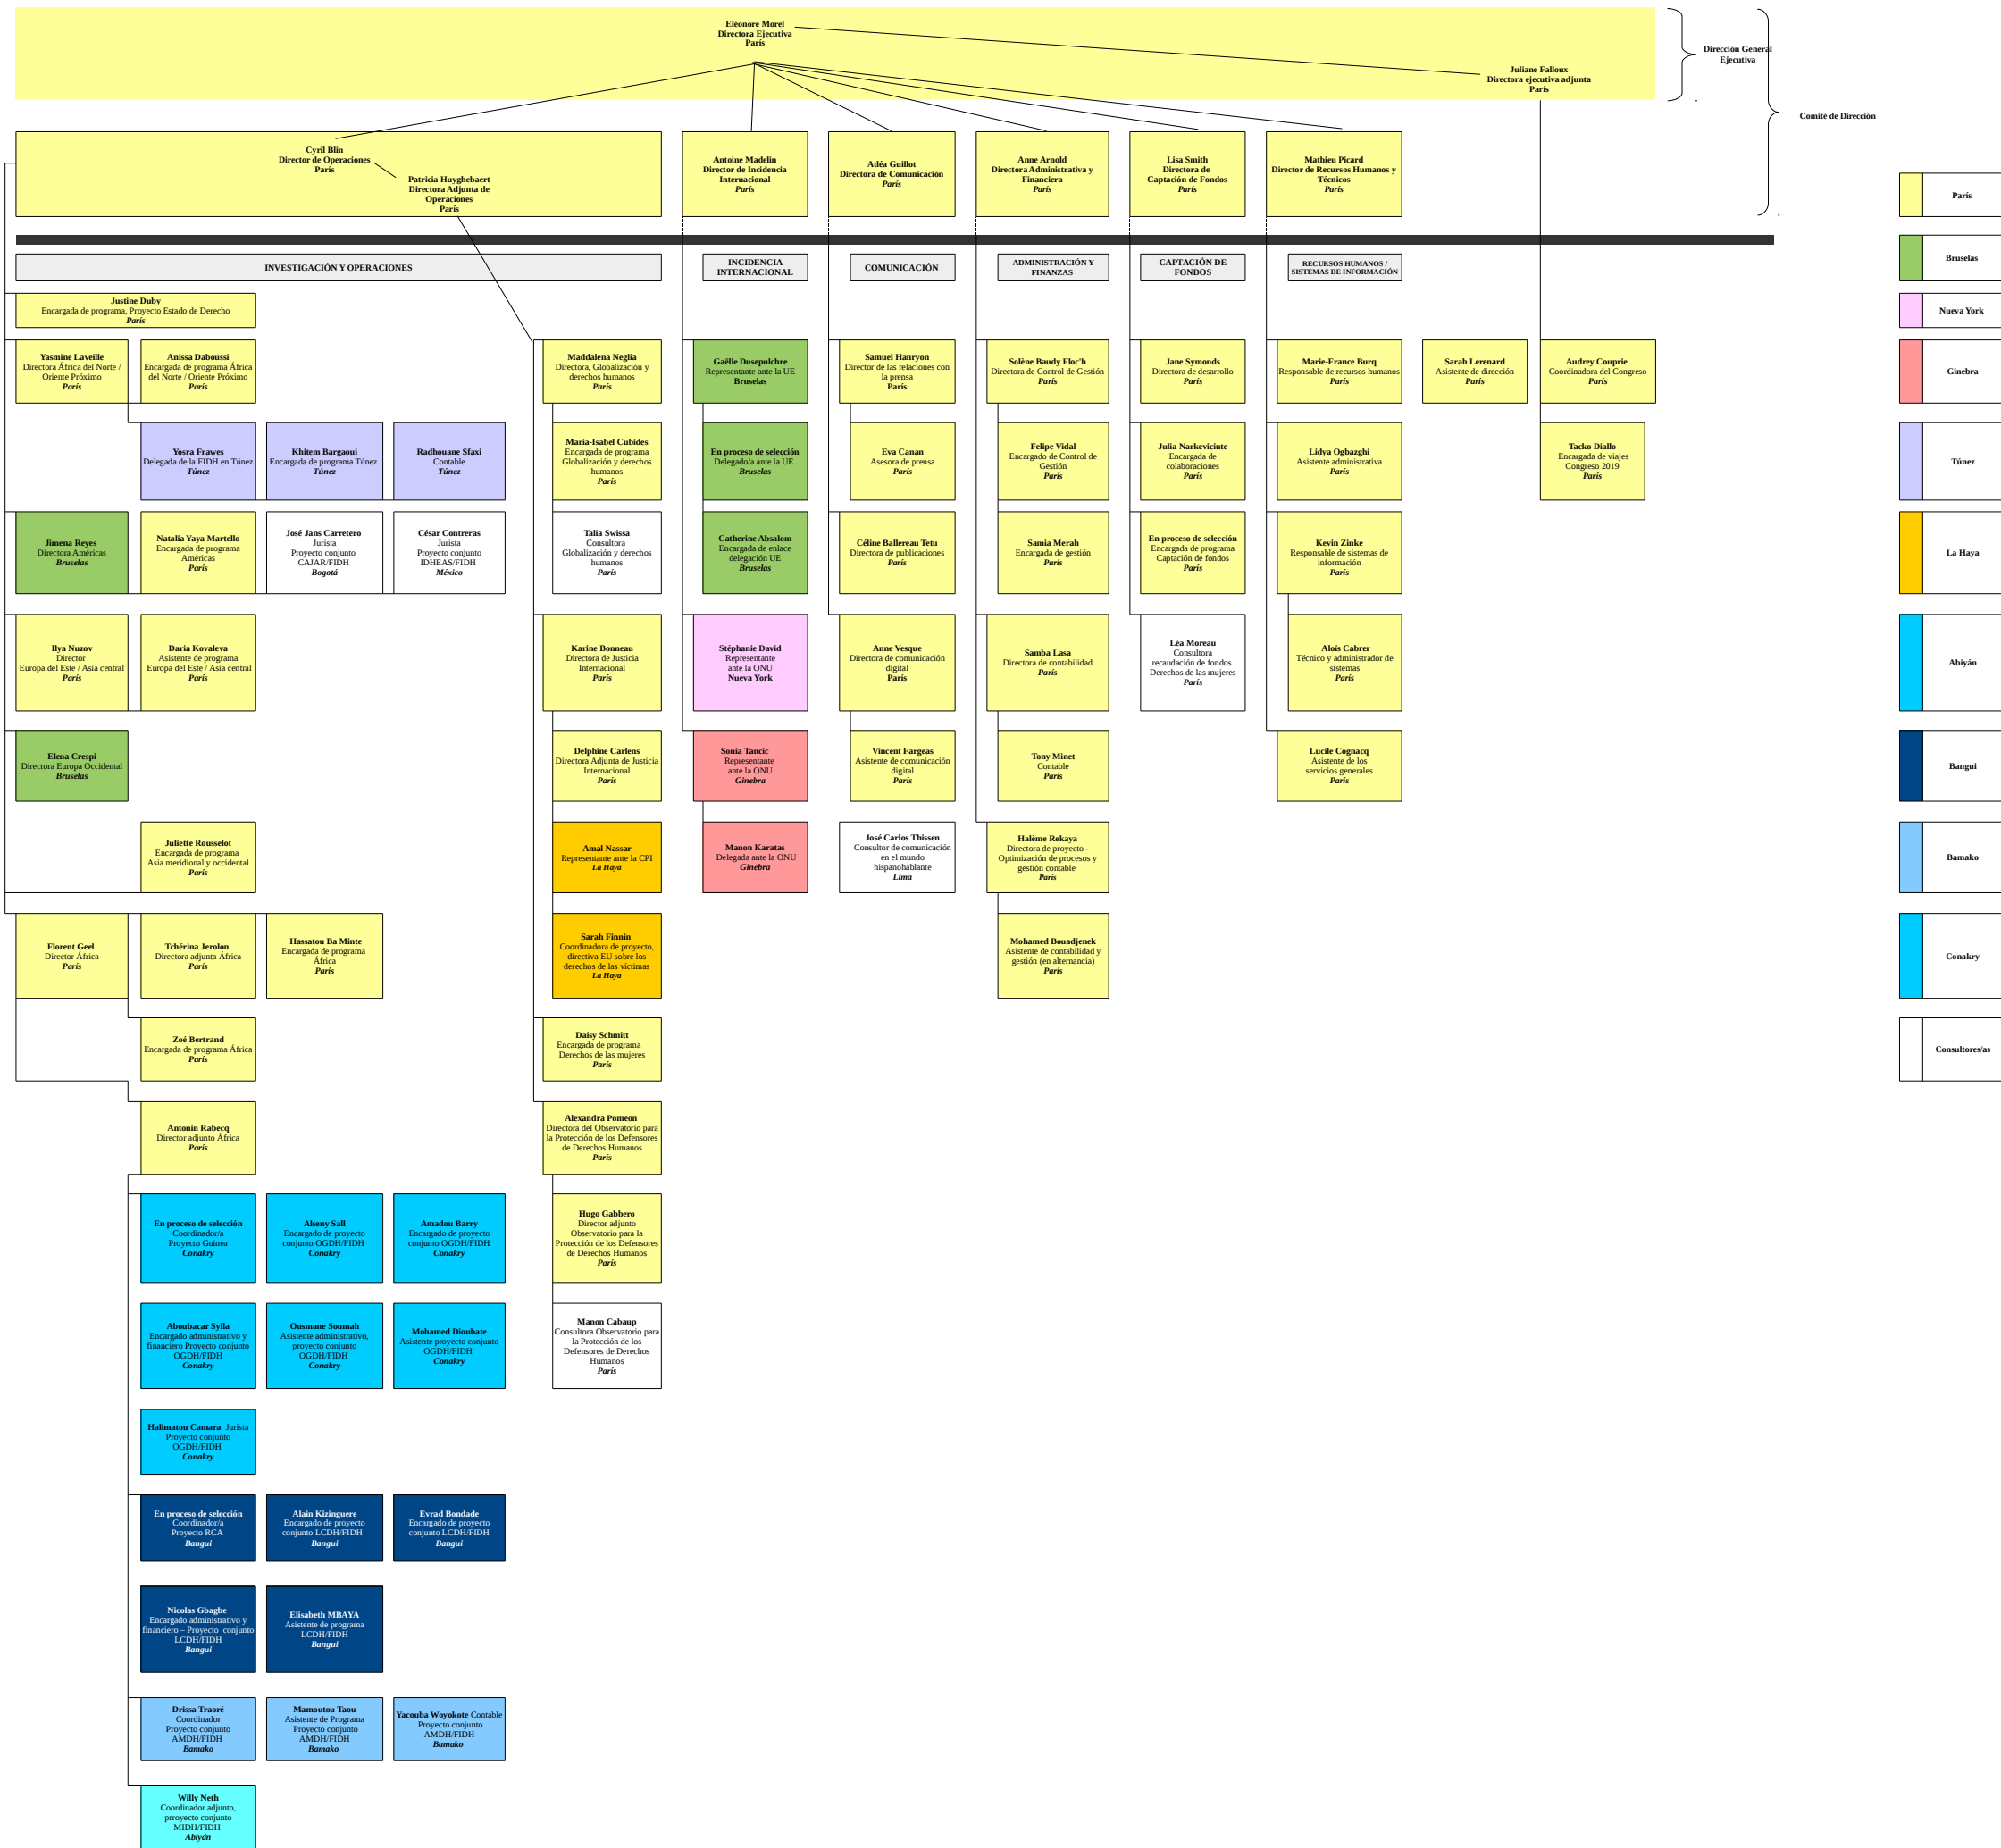 Eléonore Morel
Directora Ejecutiva
París
Juliane Falloux
Directora ejecutiva adjunta
París
Dirección General
Ejecutiva
Comité de Dirección
Cyril Blin
Director de Operaciones
París
Patricia Huyghebaert
Directora Adjunta de
Operaciones
París
Antoine Madelin
Director de Incidencia
Internacional
París
Adéa Guillot
Directora de Comunicación
París
Anne Arnold
Directora Administrativa y
Financiera
París
Lisa Smith
Directora de
Captación de Fondos
París
Mathieu Picard
Director de Recursos Humanos y
Técnicos
París
París
Bruselas
Nueva York
Ginebra
Túnez
La Haya
Abiyán
Bangui
Bamako
Conakry
Consultores/as
INVESTIGACIÓN Y OPERACIONES
INCIDENCIA
INTERNACIONAL
COMUNICACIÓN
ADMINISTRACIÓN Y
FINANZAS
CAPTACIÓN DE
FONDOS
RECURSOS HUMANOS /
SISTEMAS DE INFORMACIÓN
Justine Duby
Encargada de programa, Proyecto Estado de Derecho
París
Yasmine Laveille
Directora África del Norte /
Oriente Próximo
París
Anissa Daboussi
Encargada de programa África
del Norte / Oriente Próximo
París
Maddalena Neglia
Directora, Globalización y
derechos humanos
París
Gaëlle Dusepulchre
Representante ante la UE
Bruselas
Samuel Hanryon
Director de las relaciones con
la prensa
París
Solène Baudy Floc'h
Directora de Control de Gestión
París
Jane Symonds
Directora de desarrollo
París
Marie-France Burq
Responsable de recursos humanos
París
Sarah Lerenard
Asistente de dirección
París
Audrey Couprie
Coordinadora del Congreso
París
Yosra Frawes
Delegada de la FIDH en Túnez
Túnez
Khitem Bargaoui
Encargada de programa Túnez
Túnez
Radhouane Sfaxi
Contable
Túnez
Maria-Isabel Cubides
Encargada de programa
Globalización y derechos
humanos
París
En proceso de selección
Delegado/a ante la UE
Bruselas
Eva Canan
Asesora de prensa
París
Felipe Vidal
Encargado de Control de
Gestión
París
Julia Narkeviciute
Encargada de
colaboraciones
París
Lidya Ogbazghi
Asistente administrativa
París
Tacko Diallo
Encargada de viajes
Congreso 2019
París
Jimena Reyes
Directora Américas
Bruselas
Natalia Yaya Martello
Encargada de programa
Américas
París
José Jans Carretero
Jurista
Proyecto conjunto
CAJAR/FIDH
Bogotá
César Contreras
Jurista
Proyecto conjunto
IDHEAS/FIDH
México
Talia Swissa
Consultora
Globalización y derechos
humanos
París
Catherine Absalom
Encargada de enlace
delegación UE
Bruselas
Céline Ballereau Tetu
Directora de publicaciones
París
Samia Merah
Encargada de gestión
París
En proceso de selección
Encargada de programa
Captación de fondos
París
Kevin Zinke
Responsable de sistemas de
información
París
Ilya Nuzov
Director
Europa del Este / Asia central
París
Daria Kovaleva
Asistente de programa
Europa del Este / Asia central
París
Karine Bonneau
Directora de Justicia
Internacional
París
Stéphanie David
Representante
ante la ONU
Nueva York
Anne Vesque
Directora de comunicación
digital
París
Samba Lasa
Directora de contabilidad
París
Léa Moreau
Consultora
recaudación de fondos
Derechos de las mujeres
París
Aloïs Cabrer
Técnico y administrador de
sistemas
París
Elena Crespi
Directora Europa Occidental
Bruselas
Delphine Carlens
Directora Adjunta de Justicia
Internacional
París
Sonia Tancic
Representante
ante la ONU
Ginebra
Vincent Fargeas
Asistente de comunicación
digital
París
Tony Minet
Contable
París
Lucile Cognacq
Asistente de los
servicios generales
París
Juliette Rousselot
Encargada de programa
Asia meridional y occidental
París
Amal Nassar
Representante ante la CPI
La Haya
Manon Karatas
Delegada ante la ONU
Ginebra
José Carlos Thissen
Consultor de comunicación
en el mundo
hispanohablante
Lima
Halème Rekaya
Directora de proyecto -
Optimización de procesos y
gestión contable
París
Florent Geel
Director África
París
Tchérina Jerolon
Directora adjunta África
París
Hassatou Ba Minte
Encargada de programa
África
París
Sarah Finnin
Coordinadora de proyecto,
directiva EU sobre los
derechos de las víctimas
La Haya
Mohamed Bouadjenek
Asistente de contabilidad y
gestión (en alternancia)
París
Zoé Bertrand
Encargada de programa África
París
Daisy Schmitt
Encargada de programa
Derechos de las mujeres
París
Antonin Rabecq
Director adjunto África
París
Alexandra Pomeon
Directora del Observatorio para
la Protección de los Defensores
de Derechos Humanos
París
En proceso de selección
Coordinador/a
Proyecto Guinea
Conakry
Alseny Sall
Encargado de proyecto
conjunto OGDH/FIDH
Conakry
Amadou Barry
Encargado de proyecto
conjunto OGDH/FIDH
Conakry
Hugo Gabbero
Director adjunto
Observatorio para la
Protección de los Defensores
de Derechos Humanos
París
Aboubacar Sylla
Encargado administrativo y
financiero Proyecto conjunto
OGDH/FIDH
Conakry
Ousmane Soumah
Asistente administrativo,
proyecto conjunto
OGDH/FIDH
Conakry
Mohamed Dioubate
Asistente proyecto conjunto
OGDH/FIDH
Conakry
Manon Cabaup
Consultora Observatorio para
la Protección de los
Defensores de Derechos
Humanos
París
Halimatou Camara Jurista
Proyecto conjunto
OGDH/FIDH
Conakry
En proceso de selección
Coordinador/a
Proyecto RCA
Bangui
Alain Kizinguere
Encargado de proyecto
conjunto LCDH/FIDH
Bangui
Evrad Bondade
Encargado de proyecto
conjunto LCDH/FIDH
Bangui
Nicolas Gbagbe
Encargado administrativo y
financiero – Proyecto conjunto
LCDH/FIDH
Bangui
Elisabeth MBAYA
Asistente de programa
LCDH/FIDH
Bangui
Drissa Traoré
Coordinador
Proyecto conjunto
AMDH/FIDH
Bamako
Mamoutou Taou
Asistente de Programa
Proyecto conjunto
AMDH/FIDH
Bamako
Yacouba Woyokote Contable
Proyecto conjunto
AMDH/FIDH
Bamako
Willy Neth
Coordinador adjunto,
prroyecto conjunto
MIDH/FIDH
Abiyán